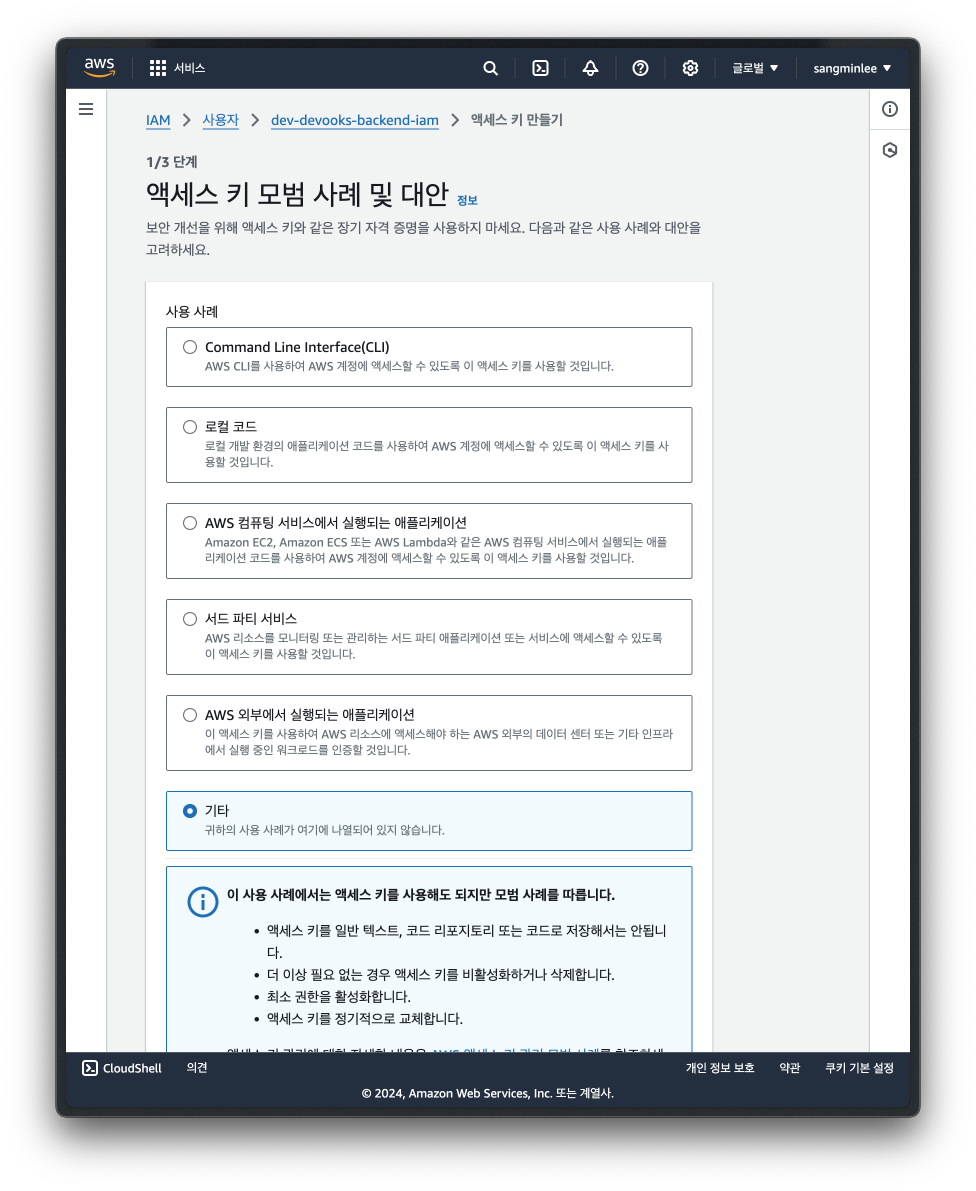 aws
서비스
글로벌 ▼
sangminlee ▼
IAM > 사용자 > dev-devooks-backend-iam > 액세스 키 만들기
1/3 단계
액세스 키 모범 사례 및 대안 정보
보안 개선을 위해 액세스 키와 같은 장기 자격 증명을 사용하지 마세요. 다음과 같은 사용 사례와 대안을
고려하세요.
사용 사례
Command Line Interface(CLI)
AWS CLI를 사용하여 AWS 계정에 액세스할 수 있도록 이 액세스 키를 사용할 것입니다.
로컬 코드
로컬 개발 환경의 애플리케이션 코드를 사용하여 AWS 계정에 액세스할 수 있도록 이 액세스 키를 사
용할 것입니다.
AWS 컴퓨팅 서비스에서 실행되는 애플리케이션
Amazon EC2, Amazon ECS 또는 AWS Lambda와 같은 AWS 컴퓨팅 서비스에서 실행되는 애플
리케이션 코드를 사용하여 AWS 계정에 액세스할 수 있도록 이 액세스 키를 사용할 것입니다.
서드 파티 서비스
AWS 리소스를 모니터링 또는 관리하는 서드 파티 애플리케이션 또는 서비스에 액세스할 수 있도록
이 액세스 키를 사용할 것입니다.
AWS 외부에서 실행되는 애플리케이션
이 액세스 키를 사용하여 AWS 리소스에 액세스해야 하는 AWS 외부의 데이터 센터 또는 기타 인프라
에서 실행 중인 워크로드를 인증할 것입니다.
기타
귀하의 사용 사례가 여기에 나열되어 있지 않습니다.
이 사용 사례에서는 액세스 키를 사용해도 되지만 모범 사례를 따릅니다.
• 액세스 키를 일반 텍스트, 코드 리포지토리 또는 코드로 저장해서는 안됩니
다.
• 더 이상 필요 없는 경우 액세스 키를 비활성화하거나 삭제합니다.
• 최소 권한을 활성화합니다.
• 액세스 키를 정기적으로 교체합니다.
CloudShell
의견
개인 정보 보호
약관
쿠키 기본 설정
© 2024, Amazon Web Services, Inc. 또는 계열사.